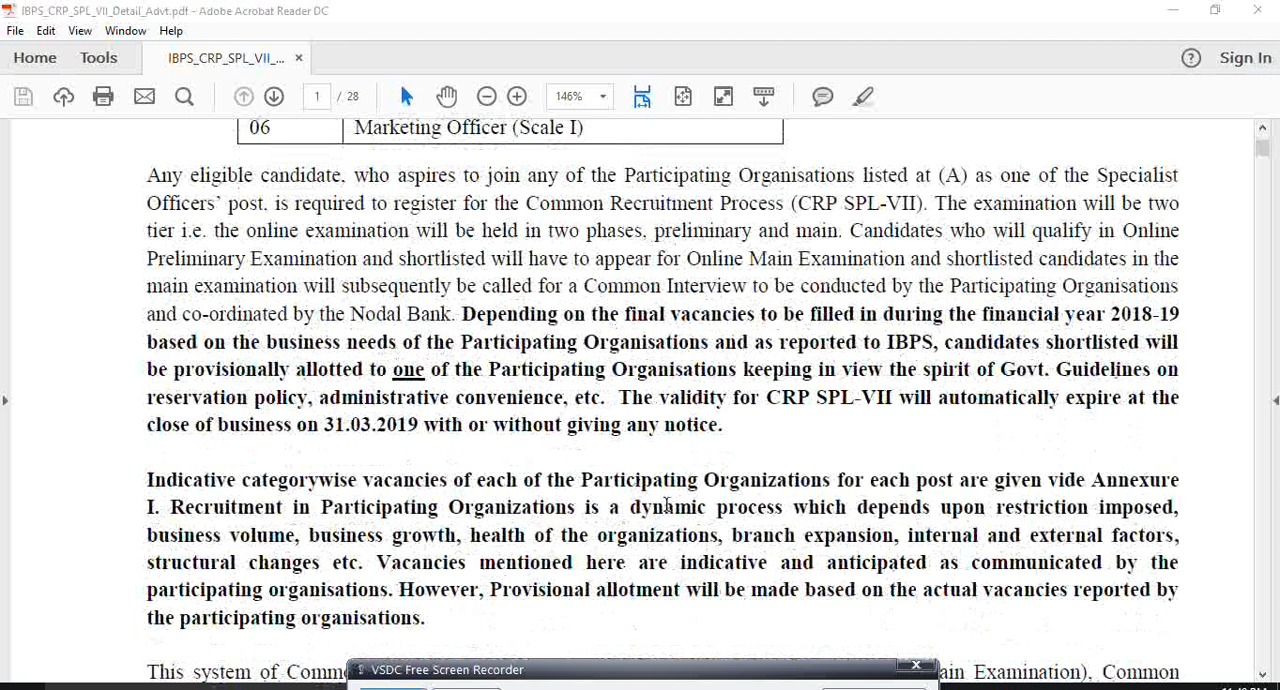 IBPS_CRP_SPL_VII_Detail_Advt.pdf - Adobe Acrobat Reader DC
File Edit View Window Help
Home Tools IBPS_CRP_SPL_VII_... × ? Sign In
1 / 28 146%
06 Marketing Officer (Scale I)
Any eligible candidate, who aspires to join any of the Participating Organisations listed at (A) as one of the Specialist
Officers' post, is required to register for the Common Recruitment Process (CRP SPL-VII). The examination will be two
tier i.e. the online examination will be held in two phases, preliminary and main. Candidates who will qualify in Online
Preliminary Examination and shortlisted will have to appear for Online Main Examination and shortlisted candidates in the
main examination will subsequently be called for a Common Interview to be conducted by the Participating Organisations
and co-ordinated by the Nodal Bank. Depending on the final vacancies to be filled in during the financial year 2018-19
based on the business needs of the Participating Organisations and as reported to IBPS, candidates shortlisted will
be provisionally allotted to one of the Participating Organisations keeping in view the spirit of Govt. Guidelines on
reservation policy, administrative convenience, etc. The validity for CRP SPL-VII will automatically expire at the
close of business on 31.03.2019 with or without giving any notice.
Indicative categorywise vacancies of each of the Participating Organizations for each post are given vide Annexure
I. Recruitment in Participating Organizations is a dynamic process which depends upon restriction imposed,
business volume, business growth, health of the organizations, branch expansion, internal and external factors,
structural changes etc. Vacancies mentioned here are indicative and anticipated as communicated by the
participating organisations. However, Provisional allotment will be made based on the actual vacancies reported by
the participating organisations.
This system of Comm ain Examination), Common
VSDC Free Screen Recorder